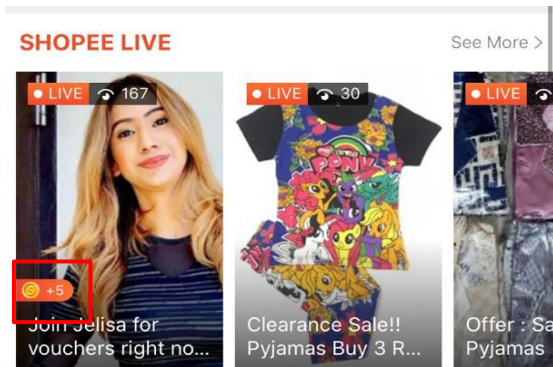 SHOPEE LIVE
See More >
LIVE 167
LIVE 30
LIVE
PONY
+5
Join Jelisa for
vouchers right no...
Clearance Sale!!
Pyjamas Buy 3 R...
Offer : Sa
Pyjamas